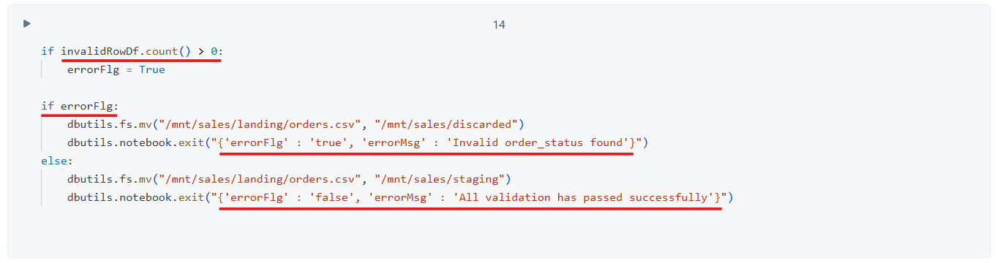 14
if invalidRowDf.count() > 0:
    errorFlg = True
if errorFlg:
    dbutils.fs.mv("/mnt/sales/landing/orders.csv", "/mnt/sales/discarded")
    dbutils.notebook.exit("{'errorFlg' : 'true', 'errorMsg' : 'Invalid order_status found'}")
else:
    dbutils.fs.mv("/mnt/sales/landing/orders.csv", "/mnt/sales/staging")
    dbutils.notebook.exit("{'errorFlg' : 'false', 'errorMsg' : 'All validation has passed successfully'}")